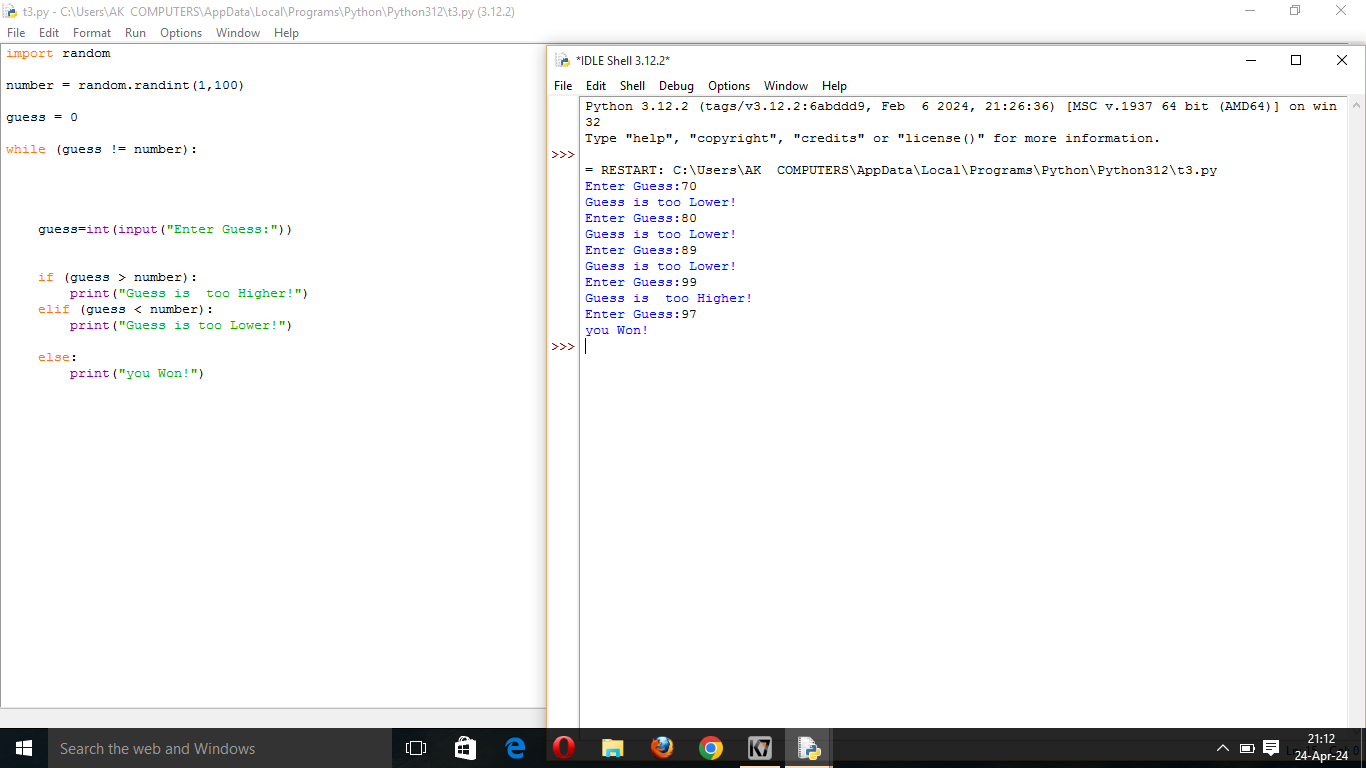 t3.py - C:\Users\AK  COMPUTERS\AppData\Local\Programs\Python\Python312\t3.py (3.12.2)
File Edit Format Run Options Window Help
import random
number = random.randint(1,100)
guess = 0
while (guess != number):
    guess=int(input("Enter Guess:"))
    if (guess > number):
        print("Guess is  too Higher!")
    elif (guess < number):
        print("Guess is too Lower!")
    else:
        print("you Won!")
*IDLE Shell 3.12.2*
File Edit Shell Debug Options Window Help
Python 3.12.2 (tags/v3.12.2:6abddd9, Feb  6 2024, 21:26:36) [MSC v.1937 64 bit (AMD64)] on win
32
Type "help", "copyright", "credits" or "license()" for more information.
>>>
= RESTART: C:\Users\AK  COMPUTERS\AppData\Local\Programs\Python\Python312\t3.py
Enter Guess:70
Guess is too Lower!
Enter Guess:80
Guess is too Lower!
Enter Guess:89
Guess is too Lower!
Enter Guess:99
Guess is  too Higher!
Enter Guess:97
you Won!
>>>
Search the web and Windows
K7
21:12
24-Apr-24